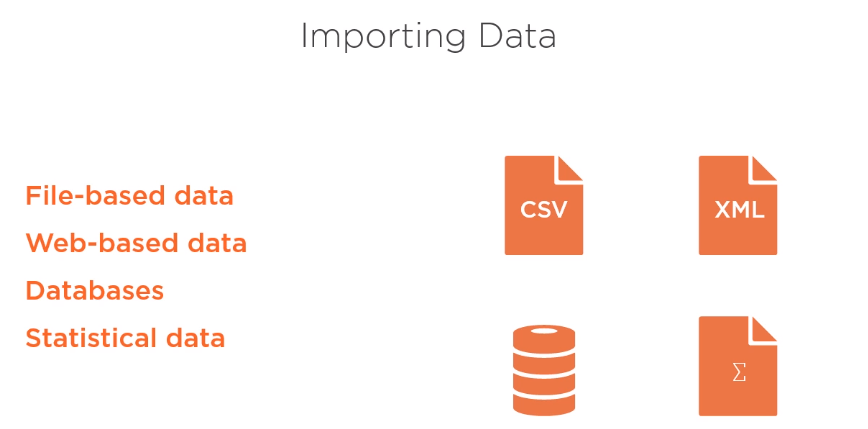 Importing Data
File-based data
Web-based data
Databases
Statistical data
CSV
XML
Σ